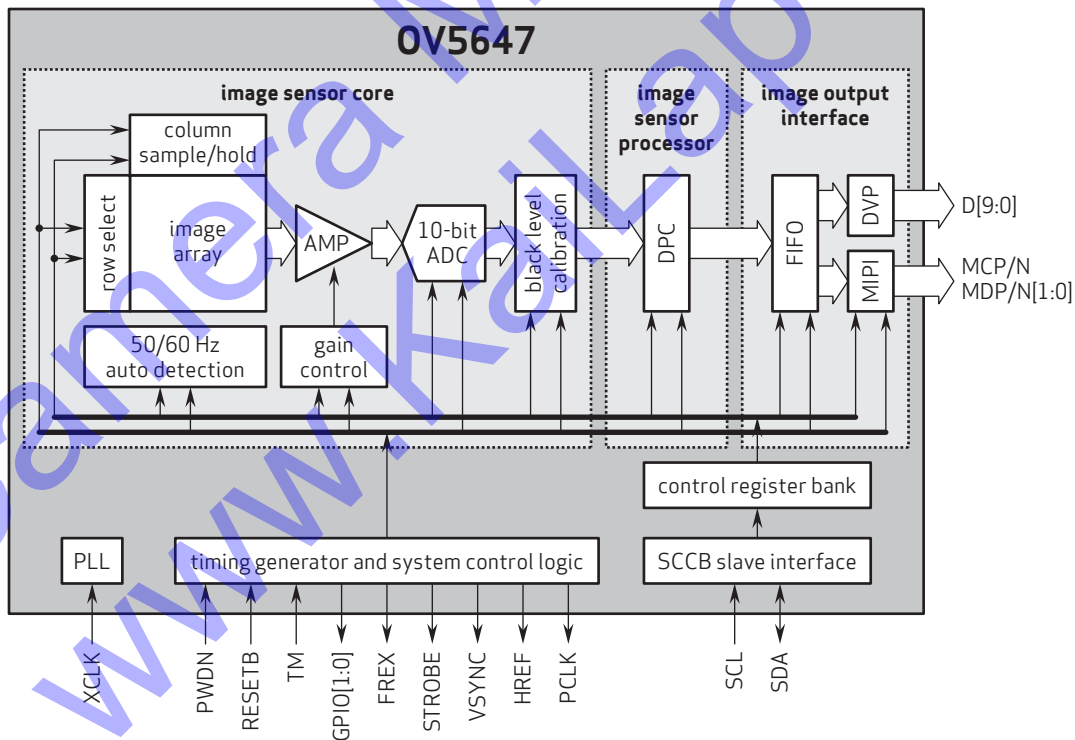 OV5647
image sensor core
image
sensor
processor
image output
interface
column
sample/hold
row select
image
array
AMP
10-bit
ADC
black level
calibration
DPC
FIFO
DVP
MIPI
D[9:0]
MCP/N
MDP/N[1:0]
50/60 Hz
auto detection
gain
control
control register bank
PLL
timing generator and system control logic
SCCB slave interface
XCLK
PWDN
RESETB
TM
GPIO[1:0]
FREX
STROBE
VSYNC
HREF
PCLK
SCL
SDA
Camera M
www.KaiLap